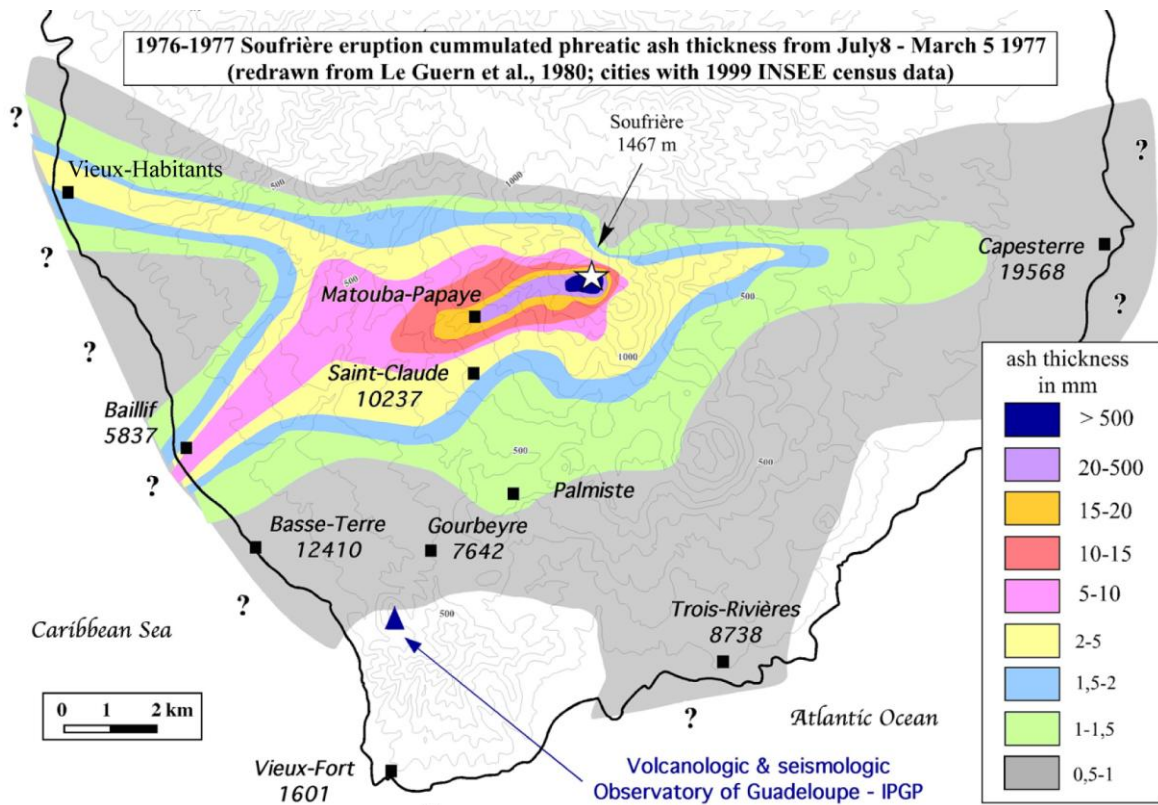 1976-1977 Soufrière eruption cummulated phreatic ash thickness from July8 - March 5 1977
(redrawn from Le Guern et al., 1980; cities with 1999 INSEE census data)
Soufrière
1467 m
?
Vieux-Habitants
500
1000
?
?
Capesterre
19568
500
Matouba-Papaye
500
?
?
1000
Saint-Claude
10237
Baillif
5837
500
500
?
Palmiste
Basse-Terre
12410
Gourbeyre
7642
?
500
Trois-Rivières
8738
Caribbean Sea
0 1 2 km
?
Atlantic Ocean
Vieux-Fort
1601
Volcanologic & seismologic
Observatory of Guadeloupe - IPGP
ash thickness
in mm
> 500
20-500
15-20
10-15
5-10
2-5
1,5-2
1-1,5
0,5-1